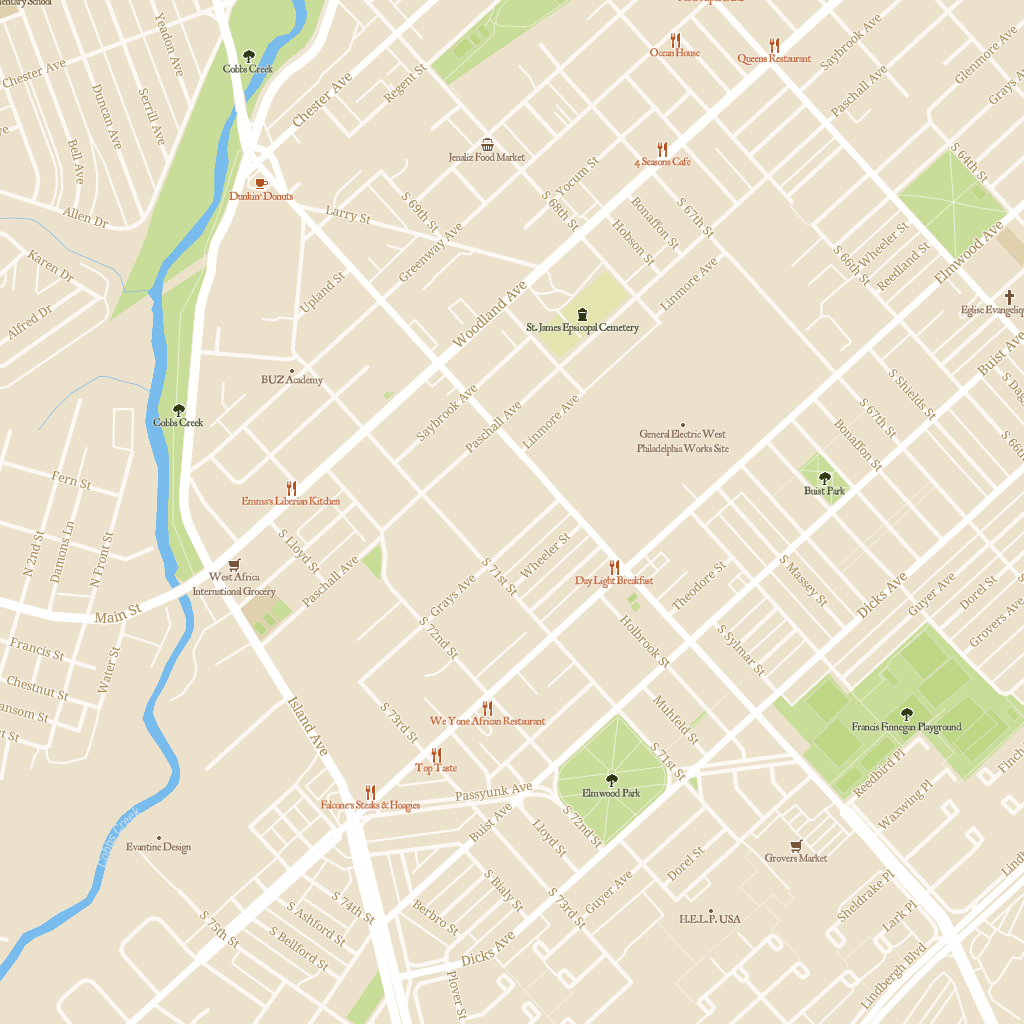 Chester Ave
Yeadon Ave
Cobbs Creek
Chester Ave
Regent St
Ocean House
Queens Restaurant
Saybrook Ave
Glenmore Ave
Paschall Ave
Duncan Ave
Serrill Ave
Bell Ave
Jenaliz Food Market
4 Seasons Cafe
S 64th St
Dunkin' Donuts
Yocum St
Allen Dr
Larry St
S 69th St
S 68th St
Bonaffon St
S 67th St
Hobson St
Greenway Ave
S 66th St
Wheeler St
Reedland St
Elmwood Ave
Karen Dr
Upland St
Woodland Ave
Linmore Ave
Alfred Dr
St. James Epsicopal Cemetery
Buist Ave
BUZ Academy
S Shields St
Cobbs Creek
Saybrook Ave
Paschall Ave
Linmore Ave
General Electric West
Philadelphia Works Site
S 67th St
Bonaffon St
Buist Park
Fern St
Emma's Liberian Kitchen
N 2nd St
Damons Ln
N Front St
S Lloyd St
Paschall Ave
West Africa
International Grocery
Grays Ave
S 71st St
Wheeler St
Day Light Breakfast
Theodore St
S Massey St
Dicks Ave
Guyer Ave
Dorel St
Grovers Ave
Main St
Francis St
Water St
Chestnut St
S 72nd St
Holbrook St
S Sylmar St
Island Ave
S 73rd St
We Yone African Restaurant
Muhfeld St
Francis Finnegan Playground
Top Taste
S 71st St
Elmwood Park
Reedbird Pl
Waxwing Pl
Falcone's Steaks & Hoagies
Passyunk Ave
Buist Ave
Lloyd St
S 72nd St
Cobbs Creek
Evantine Design
Grovers Market
Dorel St
Guyer Ave
S Bialy St
S 73rd St
H.E.L.P. USA
Sheldrake Pl
Lark Pl
S 74th St
S Ashford St
S Belford St
S 75th St
Berbro St
Dicks Ave
Plover St
Lindbergh Blvd